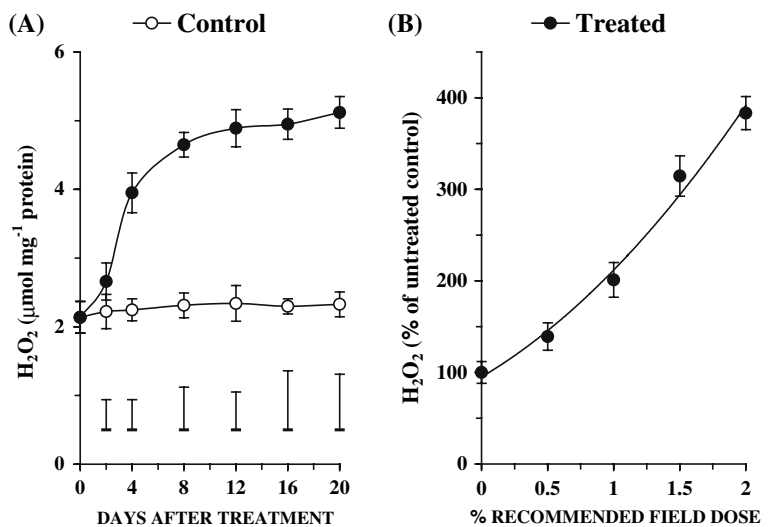 (A)
Control
6
4
2
0
H₂O₂ (µmol mg⁻¹ protein)
0 4 8 12 16 20
DAYS AFTER TREATMENT
(B)
Treated
400
300
200
100
0
H₂O₂ (% of untreated control)
0 0.5 1 1.5 2
% RECOMMENDED FIELD DOSE